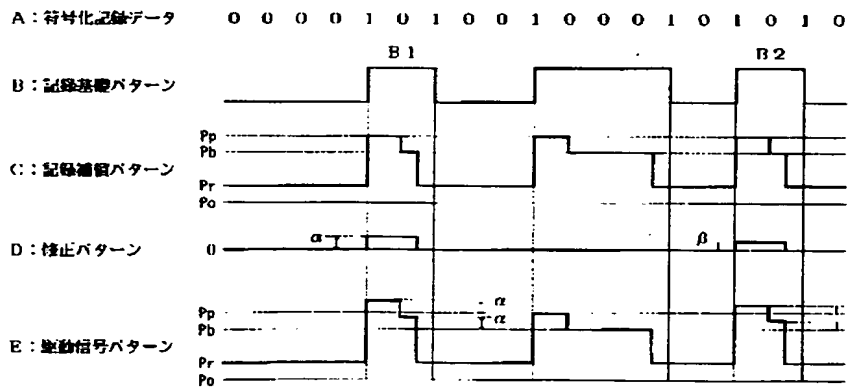 A：符号化記録データ 0 0 0 0 1 0 1 0 0 1 0 0 0 1 0 1 0 1 0
B1 B2
B：記録基礎パターン
Pp
Pb
C：記録補償パターン
Pr
Po
D：修正パターン 0 α β
Pp α
Pb α
E：駆動信号パターン
Pr
Po